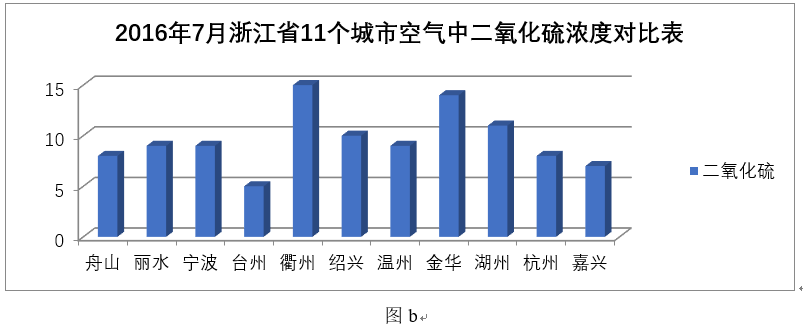 2016年7月浙江省11个城市空气中二氧化硫浓度对比表
15
10
5
0
舟山 丽水 宁波 台州 衢州 绍兴 温州 金华 湖州 杭州 嘉兴
二氧化硫
图 b